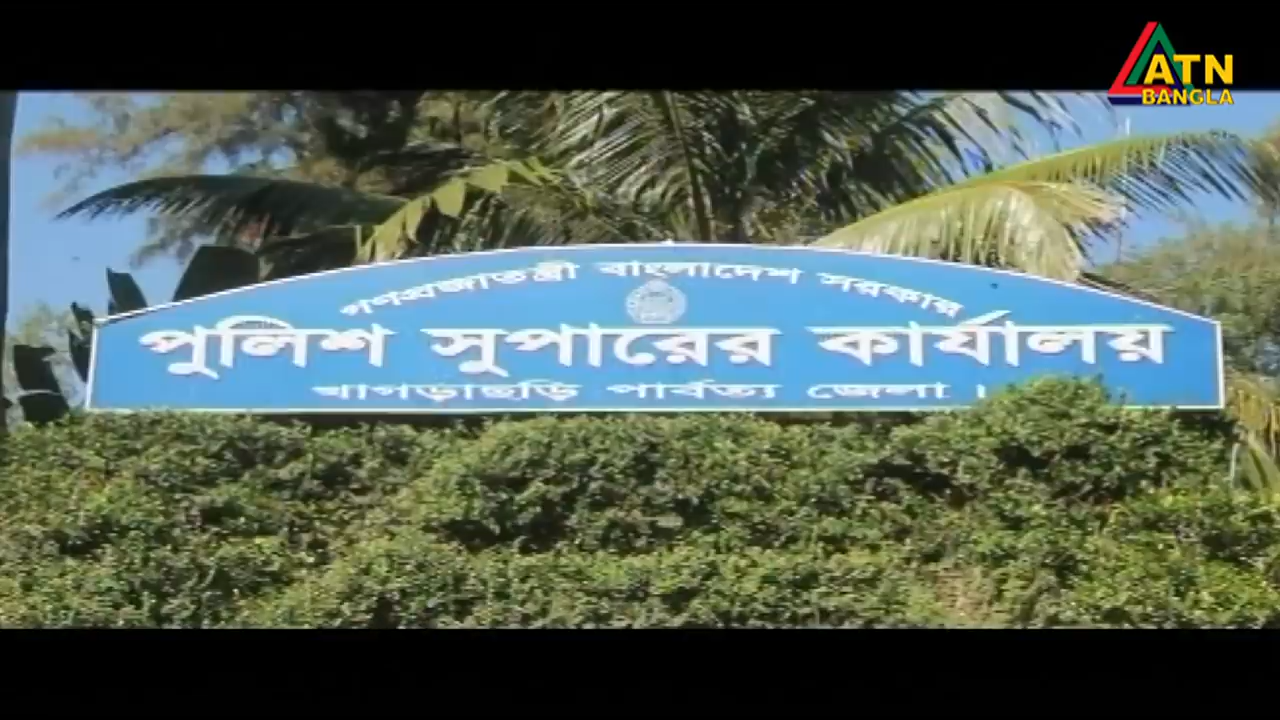 ATN
BANGLA
গণপ্রজাতন্ত্রী বাংলাদেশ সরকার
পুলিশ সুপারের কার্যালয়
খাগড়াছড়ি পার্বত্য জেলা ।